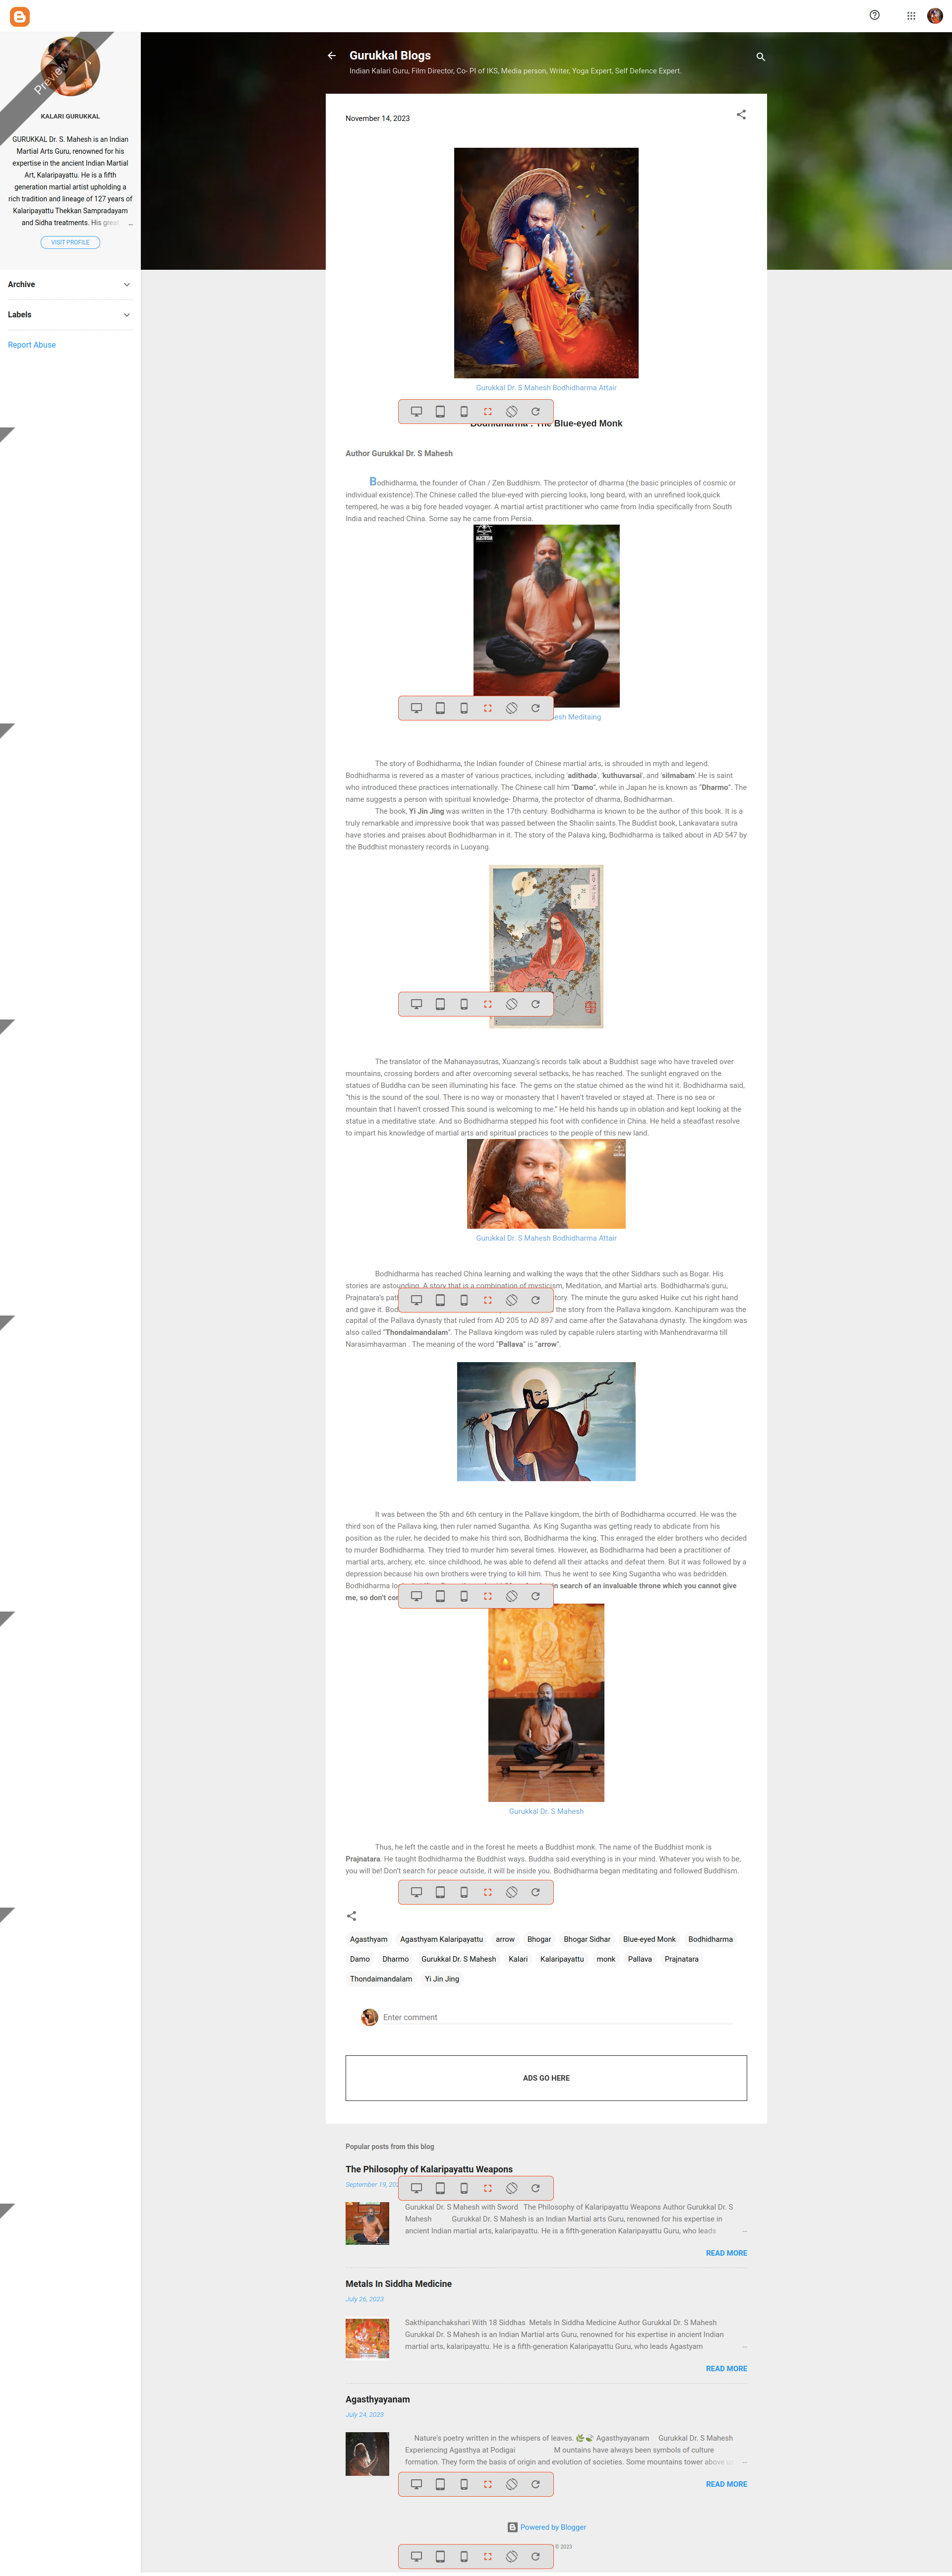 Preview
KALARI GURUKKAL
GURUKKAL Dr. S. Mahesh is an Indian
Martial Arts Guru, renowned for his
expertise in the ancient Indian Martial
Art, Kalaripayattu. He is a fifth
generation martial artist upholding a
rich tradition and lineage of 127 years of
Kalaripayattu Thekkan Sampradayam
and Sidha treatments. His great ...
VISIT PROFILE
Archive
Labels
Report Abuse
Gurukkal Blogs
Indian Kalari Guru, Film Director, Co- PI of IKS, Media person, Writer, Yoga Expert, Self Defence Expert.
November 14, 2023
Gurukkal Dr. S Mahesh Bodhidharma Attair
Bodhidharma : The Blue-eyed Monk
Author Gurukkal Dr. S Mahesh
Bodhidharma, the founder of Chan / Zen Buddhism. The protector of dharma (the basic principles of cosmic or
individual existence).The Chinese called the blue-eyed with piercing looks, long beard, with an unrefined look,quick
tempered, he was a big fore headed voyager. A martial artist practitioner who came from India specifically from South
India and reached China. Some say he came from Persia.
AGASTHYAM
esh Meditaing
The story of Bodhidharma, the Indian founder of Chinese martial arts, is shrouded in myth and legend.
Bodhidharma is revered as a master of various practices, including 'adithada', 'kuthuvarsai', and 'silmabam'.He is saint
who introduced these practices internationally. The Chinese call him "Damo", while in Japan he is known as "Dharmo". The
name suggests a person with spiritual knowledge- Dharma, the protector of dharma, Bodhidharman.
The book, Yi Jin Jing was written in the 17th century. Bodhidharma is known to be the author of this book. It is a
truly remarkable and impressive book that was passed between the Shaolin saints.The Buddist book, Lankavatara sutra
have stories and praises about Bodhidharman in it. The story of the Palava king, Bodhidharma is talked about in AD 547 by
the Buddhist monastery records in Luoyang.
The translator of the Mahanayasutras, Xuanzang's records talk about a Buddhist sage who have traveled over
mountains, crossing borders and after overcoming several setbacks, he has reached. The sunlight engraved on the
statues of Buddha can be seen illuminating his face. The gems on the statue chimed as the wind hit it. Bodhidharma said,
"this is the sound of the soul. There is no way or monastery that I haven't traveled or stayed at. There is no sea or
mountain that I haven't crossed This sound is welcoming to me." He held his hands up in oblation and kept looking at the
statue in a meditative state. And so Bodhidharma stepped his foot with confidence in China. He held a steadfast resolve
to impart his knowledge of martial arts and spiritual practices to the people of this new land.
Gurukkal Dr. S Mahesh Bodhidharma Attair
Bodhidharma has reached China learning and walking the ways that the other Siddhars such as Bogar. His
stories are astounding. A story that is a combination of mysticism, Meditation, and Martial arts. Bodhidharma's guru,
Prajnatara's path tory. The minute the guru asked Huike cut his right hand
and gave it. Bod the story from the Pallava kingdom. Kanchipuram was the
capital of the Pallava dynasty that ruled from AD 205 to AD 897 and came after the Satavahana dynasty. The kingdom was
also called "Thondaimandalam". The Pallava kingdom was ruled by capable rulers starting with Manhendravarma till
Narasimhavarman . The meaning of the word "Pallava" is "arrow".
It was between the 5th and 6th century in the Pallave kingdom, the birth of Bodhidharma occurred. He was the
third son of the Pallava king, then ruler named Sugantha. As King Sugantha was getting ready to abdicate from his
position as the ruler, he decided to make his third son, Bodhidharma the king. This enraged the elder brothers who decided
to murder Bodhidharma. They tried to murder him several times. However, as Bodhidharma had been a practitioner of
martial arts, archery, etc. since childhood, he was able to defend all their attacks and defeat them. But it was followed by a
depression because his own brothers were trying to kill him. Thus he went to see King Sugantha who was bedridden.
Bodhidharma lo in search of an invaluable throne which you cannot give
me, so don't co
Gurukkal Dr. S Mahesh
Thus, he left the castle and in the forest he meets a Buddhist monk. The name of the Buddhist monk is
Prajnatara. He taught Bodhidharma the Buddhist ways. Buddha said everything is in your mind. Whatever you wish to be,
you will be! Don't search for peace outside, it will be inside you. Bodhidharma began meditating and followed Buddhism.
Agasthyam Agasthyam Kalaripayattu arrow Bhogar Bhogar Sidhar Blue-eyed Monk Bodhidharma
Damo Dharmo Gurukkal Dr. S Mahesh Kalari Kalaripayattu monk Pallava Prajnatara
Thondaimandalam Yi Jin Jing
Enter comment
ADS GO HERE
Popular posts from this blog
The Philosophy of Kalaripayattu Weapons
September 19, 202
Gurukkal Dr. S Mahesh with Sword The Philosophy of Kalaripayattu Weapons Author Gurukkal Dr. S
Mahesh Gurukkal Dr. S Mahesh is an Indian Martial arts Guru, renowned for his expertise in
ancient Indian martial arts, kalaripayattu. He is a fifth-generation Kalaripayattu Guru, who leads ...
READ MORE
Metals In Siddha Medicine
July 26, 2023
Sakthipanchakshari With 18 Siddhas Metals In Siddha Medicine Author Gurukkal Dr. S Mahesh
Gurukkal Dr. S Mahesh is an Indian Martial arts Guru, renowned for his expertise in ancient Indian
martial arts, kalaripayattu. He is a fifth-generation Kalaripayattu Guru, who leads Agastyam ...
READ MORE
Agasthyayanam
July 24, 2023
Nature's poetry written in the whispers of leaves. 🌿🍃 Agasthyayanam Gurukkal Dr. S Mahesh
Experiencing Agasthya at Podigai M ountains have always been symbols of culture
formation. They form the basis of origin and evolution of societies. Some mountains tower above ...
READ MORE
Powered by Blogger
© 2023